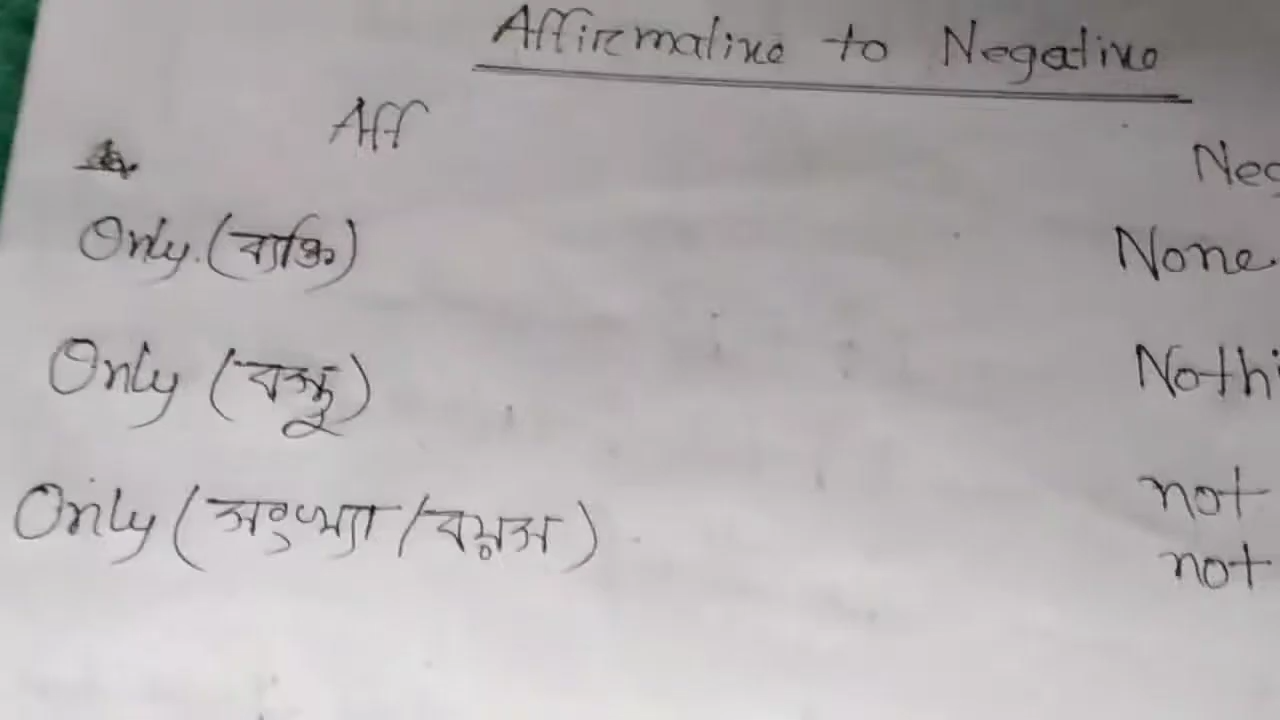 Affirmative to Negative
Aff Neg
Only. (ব্যক্তি) None
Only (বস্তু) Nothi
Only (সংখ্যা / বয়স) not
not